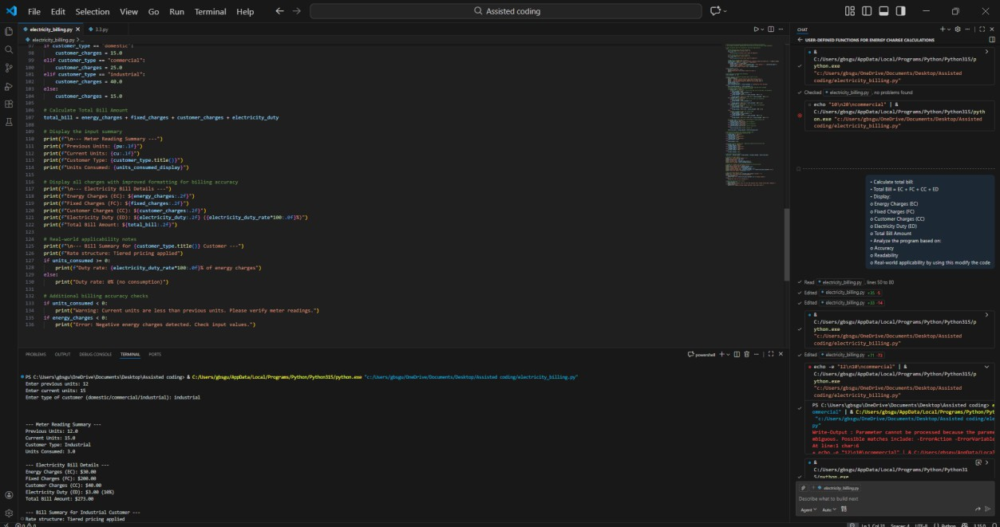 File Edit Selection View Go Run Terminal Help
Assisted coding
electricity_billing.py
3.3.py
electricity_billing.py > ...
97 if customer_type == "domestic":
98 customer_charges = 15.0
99 elif customer_type == "commercial":
100 customer_charges = 25.0
101 elif customer_type == "industrial":
102 customer_charges = 40.0
103 else:
104 customer_charges = 15.0
105
106 # Calculate Total Bill Amount
107 total_bill = energy_charges + fixed_charges + customer_charges + electricity_duty
108
109 # Display the input summary
110 print(f"\n--- Meter Reading Summary ---")
111 print(f"Previous Units: {pu:.1f}")
112 print(f"Current Units: {cu:.1f}")
113 print(f"Customer Type: {customer_type.title()}")
114 print(f"Units Consumed: {units_consumed_display}")
115
116 # Display all charges with improved formatting for billing accuracy
117 print(f"\n--- Electricity Bill Details ---")
118 print(f"Energy Charges (EC): ${energy_charges:.2f}")
119 print(f"Fixed Charges (FC): ${fixed_charges:.2f}")
120 print(f"Customer Charges (CC): ${customer_charges:.2f}")
121 print(f"Electricity Duty (ED): ${electricity_duty:.2f} ({electricity_duty_rate*100:.0f}%)")
122 print(f"Total Bill Amount: ${total_bill:.2f}")
123
124 # Real-world applicability notes
125 print(f"\n--- Bill Summary for {customer_type.title()} Customer ---")
126 print(f"Rate structure: Tiered pricing applied")
127 if units_consumed >= 0:
128 print(f"Duty rate: {electricity_duty_rate*100:.0f}% of energy charges")
129 else:
130 print("Duty rate: 0% (no consumption)")
131
132 # Additional billing accuracy checks
133 if units_consumed < 0:
134 print("Warning: Current units are less than previous units. Please verify meter readings.")
135 if energy_charges < 0:
136 print("Error: Negative energy charges detected. Check input values.")
PROBLEMS OUTPUT DEBUG CONSOLE TERMINAL PORTS
powershell
PS C:\Users\gbsgu\OneDrive\Documents\Desktop\Assisted coding> & C:/Users/gbsgu/AppData/Local/Programs/Python/Python315/python.exe "c:/Users/gbsgu/OneDrive/Documents/Desktop/Assisted coding/electricity_billing.py"
Enter previous units: 12
Enter current units: 15
Enter type of customer (domestic/commercial/industrial): industrial
--- Meter Reading Summary ---
Previous Units: 12.0
Current Units: 15.0
Customer Type: Industrial
Units Consumed: 3.0
--- Electricity Bill Details ---
Energy Charges (EC): $30.00
Fixed Charges (FC): $200.00
Customer Charges (CC): $40.00
Electricity Duty (ED): $3.00 (10%)
Total Bill Amount: $273.00
--- Bill Summary for Industrial Customer ---
Rate structure: Tiered pricing applied
CHAT
USER-DEFINED FUNCTIONS FOR ENERGY CHARGE CALCULATIONS
&
C:/Users/gbsgu/AppData/Local/Programs/Python/Python315/p
ython.exe
"c:/Users/gbsgu/OneDrive/Documents/Desktop/Assisted
coding/electricity_billing.py"
Checked electricity_billing.py , no problems found
echo "10\n20\ncommercial" | &
C:/Users/gbsgu/AppData/Local/Programs/Python/Python315/pyth
on.exe "c:/Users/gbsgu/OneDrive/Documents/Desktop/Assisted
coding/electricity_billing.py"
• Calculate total bill:
• Total Bill = EC + FC + CC + ED
• Display:
o Energy Charges (EC)
o Fixed Charges (FC)
o Customer Charges (CC)
o Electricity Duty (ED)
o Total Bill Amount
• Analyze the program based on:
o Accuracy
o Readability
o Real-world applicability by using this modify the code
Read electricity_billing.py , lines 50 to 80
Edited electricity_billing.py +35 -5
Edited electricity_billing.py +33 -14
&
C:/Users/gbsgu/AppData/Local/Programs/Python/Python315/p
ython.exe
"c:/Users/gbsgu/OneDrive/Documents/Desktop/Assisted
coding/electricity_billing.py"
Edited electricity_billing.py +71 -72
echo -e "12\n10\ncommercial" | &
C:/Users/gbsgu/AppData/Local/Programs/Python/Python315/p
ython.exe
"c:/Users/gbsgu/OneDrive/Documents/Desktop/Assisted
coding/electricity_billing.py"
PS C:\Users\gbsgu\OneDrive\Documents\Desktop\Assisted coding> e
ommercial" | & C:/Users/gbsgu/AppData/Local/Programs/Python/Pyt
"c:/Users/gbsgu/OneDrive/Documents/Desktop/Assisted coding/ele
py"
Write-Output : Parameter cannot be processed because the param
mbiguous. Possible matches include: -ErrorAction -ErrorVariable
At line:1 char:6
+ echo -e "12\n10\ncommercial" | & C:/Users/gbsgu/AppData/Local
&
C:/Users/gbsgu/AppData/Local/Programs/Python/Python31
5/python.exe
electricity_billing.py
Describe what to build next
Agent Auto
Ln 1, Col 31 Spaces: 4 UTF-8 Python 3.15.0